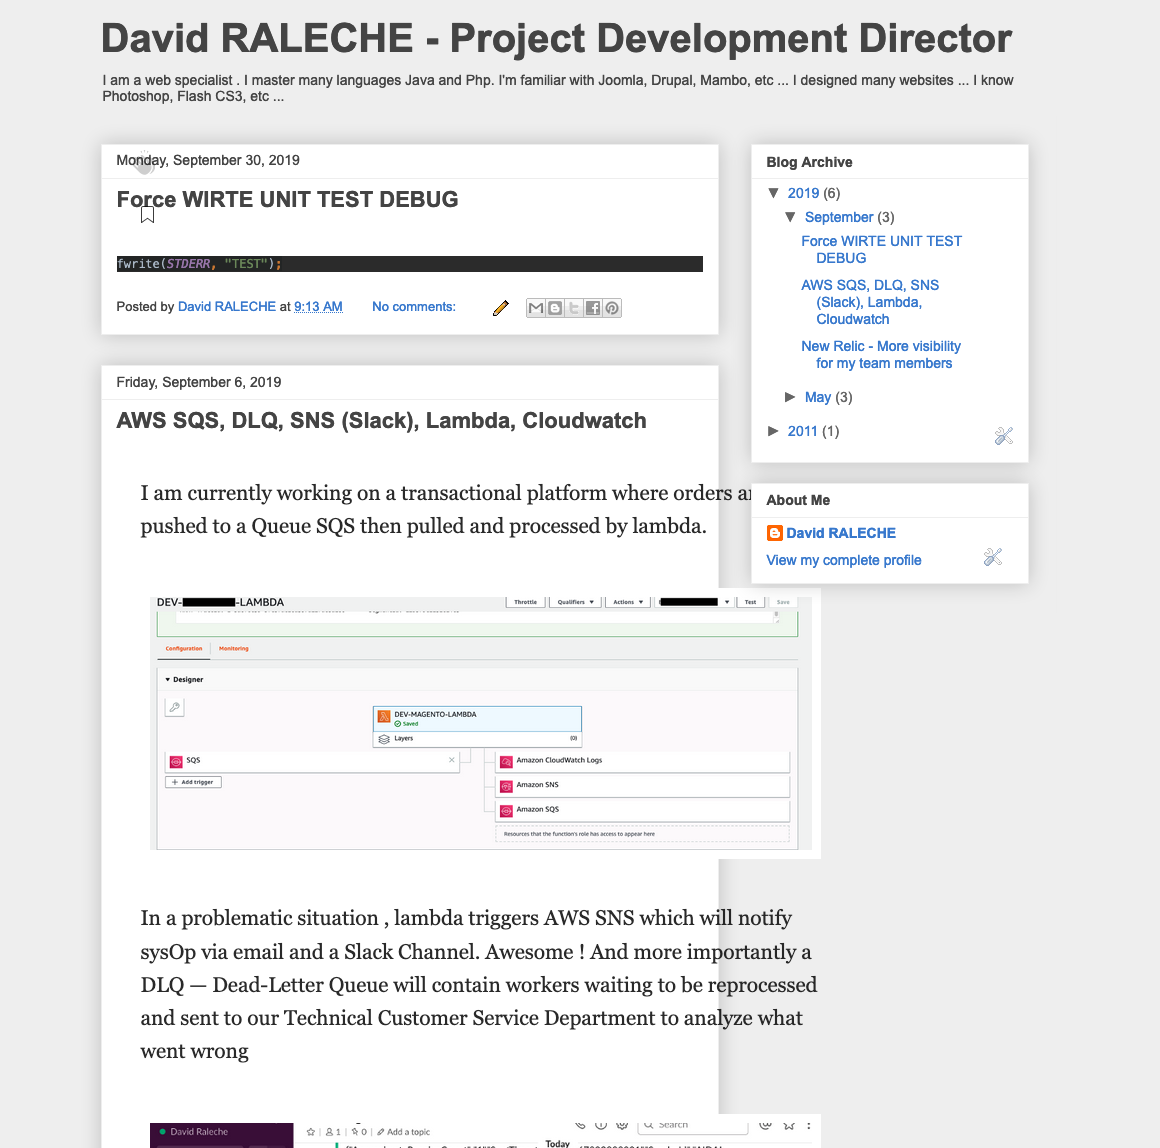 David RALECHE - Project Development Director
I am a web specialist . I master many languages Java and Php. I'm familiar with Joomla, Drupal, Mambo, etc ... I designed many websites ... I know
Photoshop, Flash CS3, etc ...
Monday, September 30, 2019
Force WIRTE UNIT TEST DEBUG
fwrite(STDERR, "TEST");
Posted by David RALECHE at 9:13 AM No comments:
Friday, September 6, 2019
AWS SQS, DLQ, SNS (Slack), Lambda, Cloudwatch
I am currently working on a transactional platform where orders
pushed to a Queue SQS then pulled and processed by lambda.
DEV- -LAMBDA
Throttle Qualifiers Actions Test Save
Configuration Monitoring
Designer
DEV-MAGENTO-LAMBDA
Saved
Layers (0)
SQS
+ Add trigger
Amazon CloudWatch Logs
Amazon SNS
Amazon SQS
Resources that the function's role has access to appear here
In a problematic situation , lambda triggers AWS SNS which will notify
sysOp via email and a Slack Channel. Awesome ! And more importantly a
DLQ — Dead-Letter Queue will contain workers waiting to be reprocessed
and sent to our Technical Customer Service Department to analyze what
went wrong
David Raleche
1 0 Add a topic
Search
Today
Blog Archive
▼ 2019 (6)
▼ September (3)
Force WIRTE UNIT TEST
DEBUG
AWS SQS, DLQ, SNS
(Slack), Lambda,
Cloudwatch
New Relic - More visibility
for my team members
► May (3)
► 2011 (1)
About Me
David RALECHE
View my complete profile